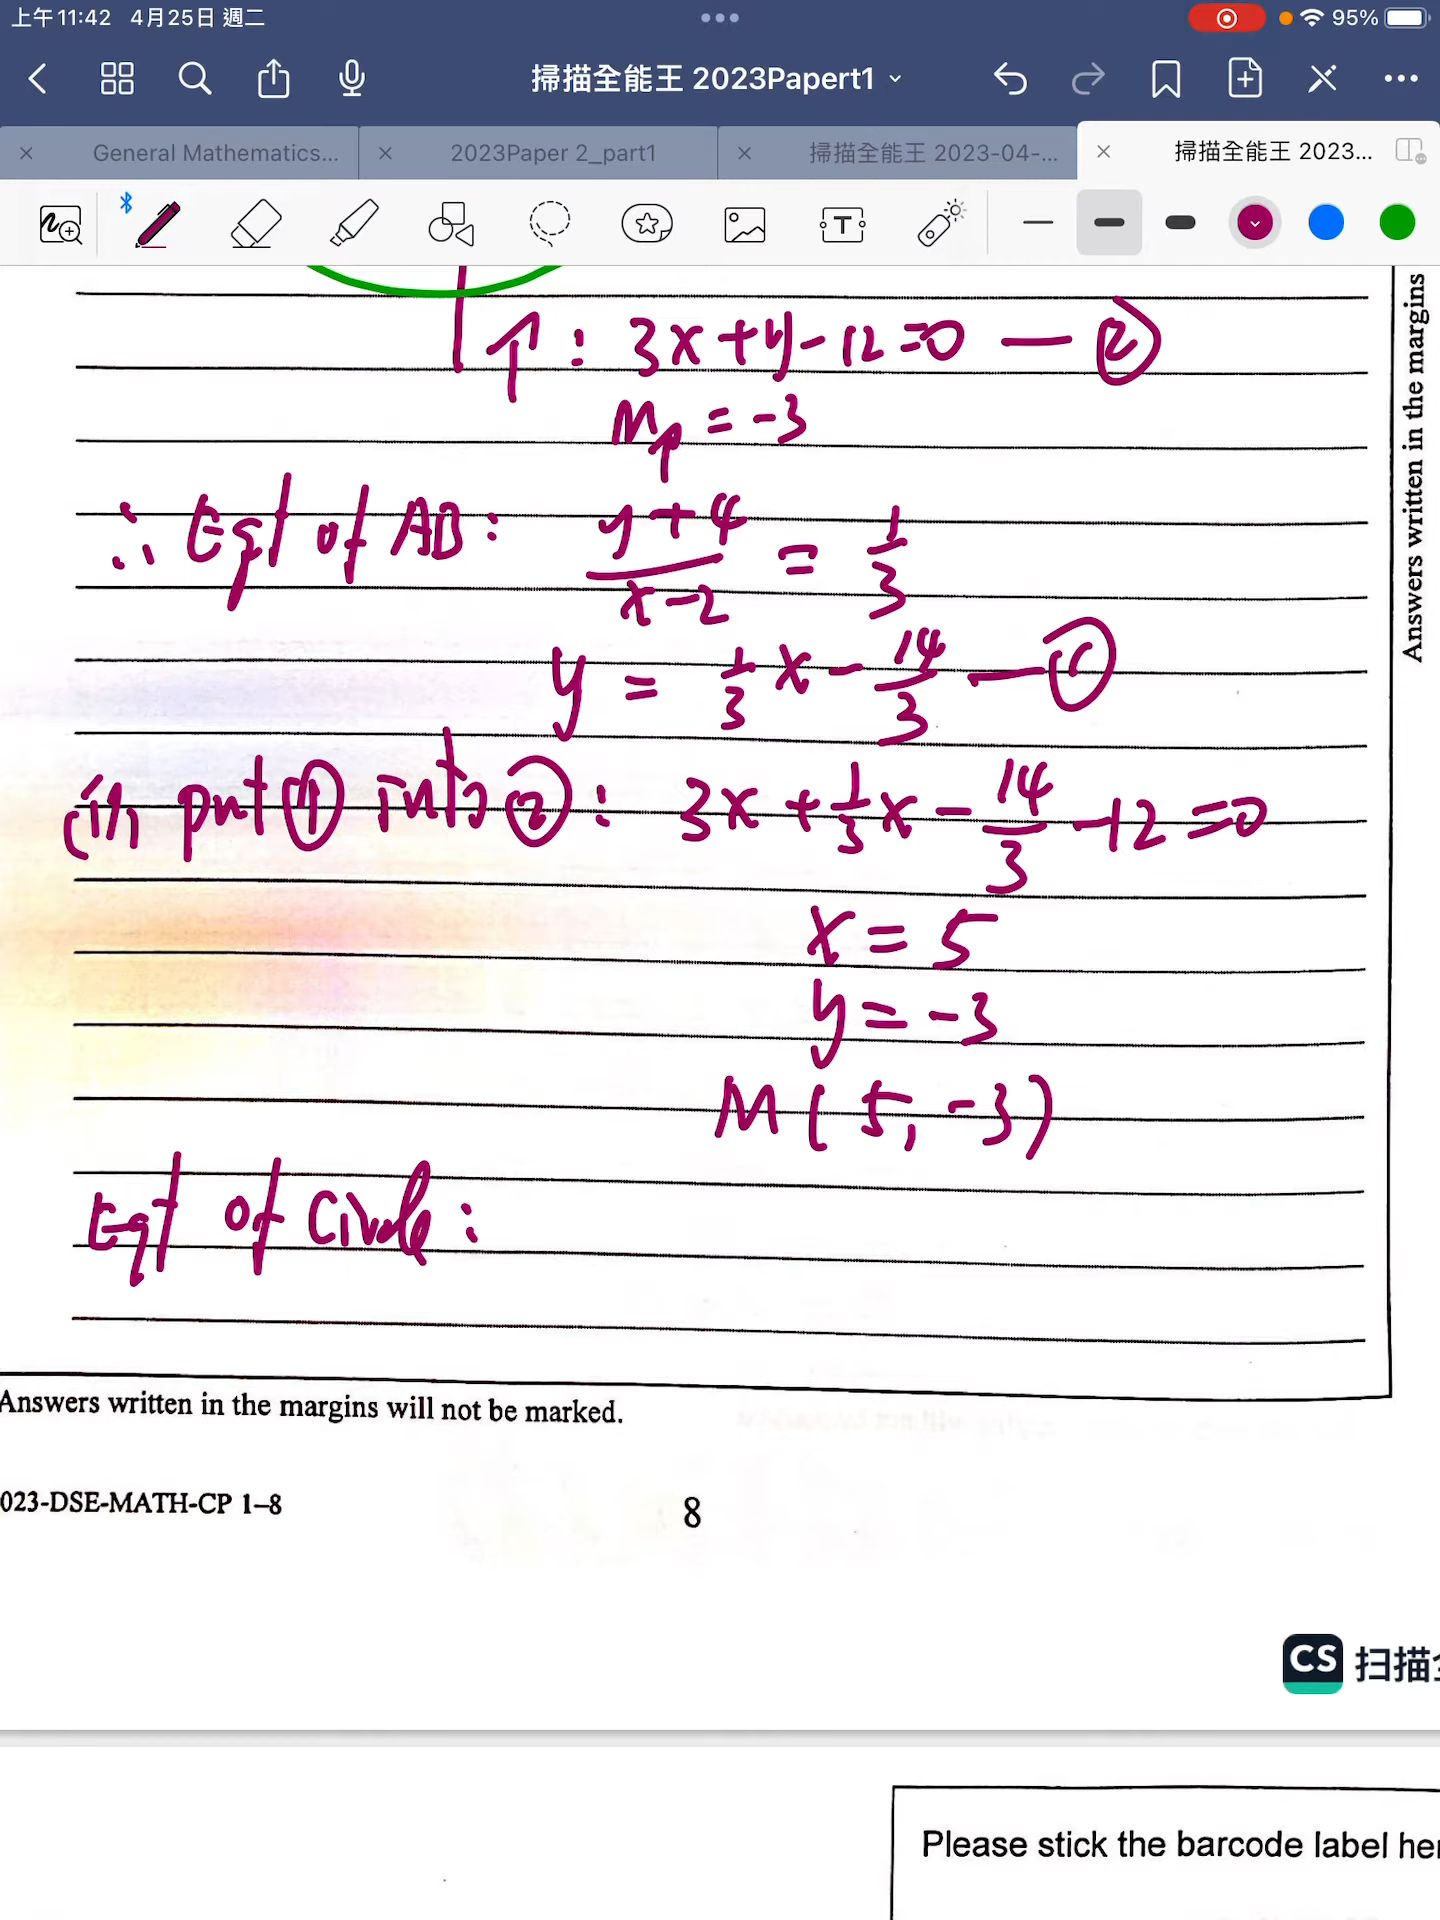 上午11:42 4月25日 週二 95%
掃描全能王 2023Papert1
General Mathematics... 2023Paper 2_part1 掃描全能王 2023-04-... 掃描全能王 2023...
Answers written in the margins
Γ: 3x+y-12=0 — ②
mΓ = -3
∴ Eqt of AB: (y+4)/(x-2) = 1/3
y = 1/3 x - 14/3 — ①
(ii) put ① into ②: 3x + 1/3 x - 14/3 - 12 = 0
x = 5
y = -3
M(5, -3)
Eqt of Circle:
Answers written in the margins will not be marked.
023-DSE-MATH-CP 1–8
8
CS 扫描
Please stick the barcode label her